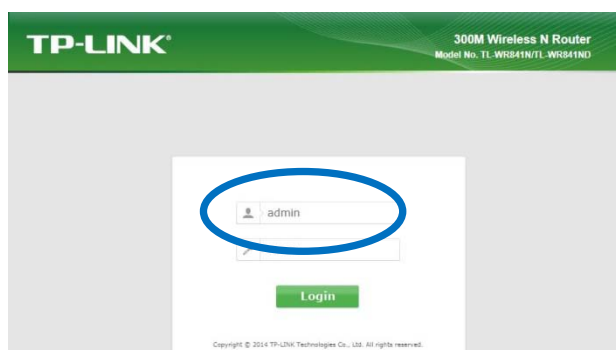 TP-LINK®
300M Wireless N Router
Model No. TL-WR841N/TL-WR841ND
admin
Login
Copyright © 2014 TP-LINK Technologies Co., Ltd. All rights reserved.